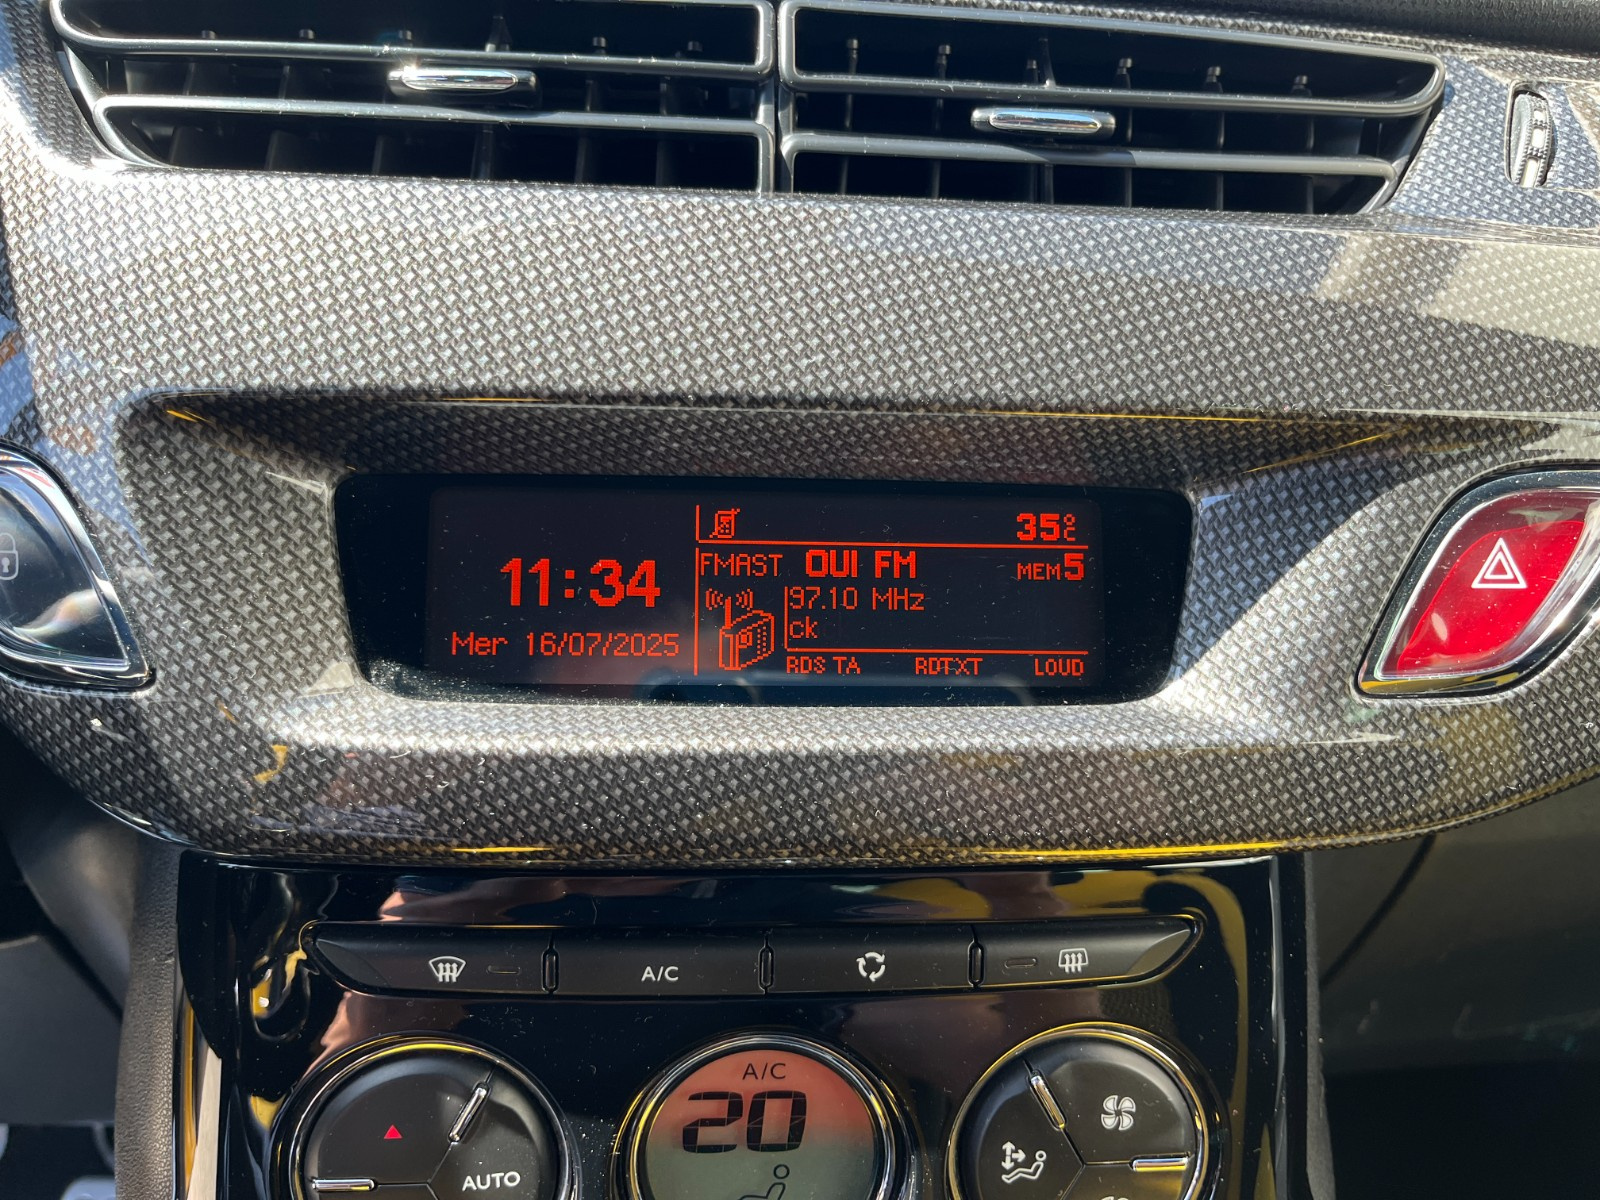 35°C
11:34
Mer 16/07/2025
FMAST OUI FM MEM5
97.10 MHz
ck
RDS TA RDTXT LOUD
A/C
A/C
20
AUTO